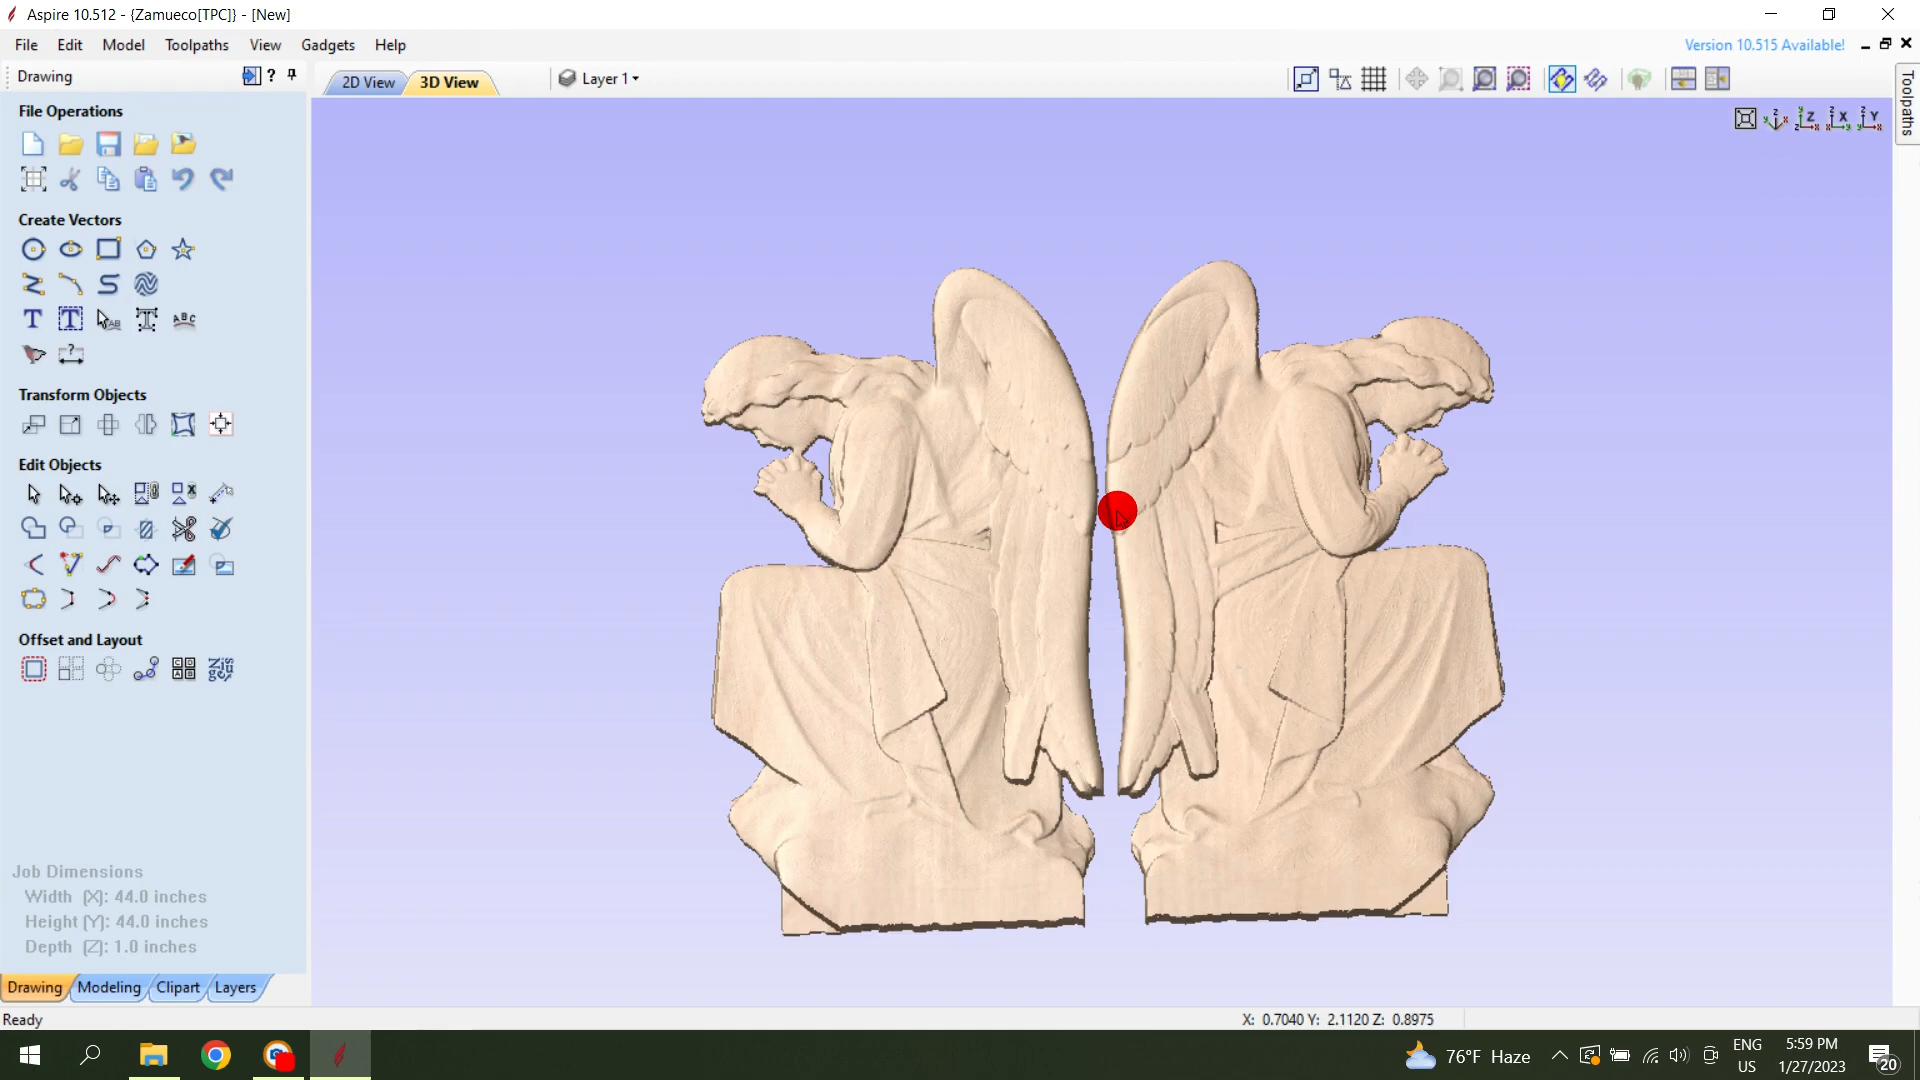 Aspire 10.512 - {Zamueco[TPC]} - [New]
File Edit Model Toolpaths View Gadgets Help
Version 10.515 Available!
Drawing
2D View 3D View
Layer 1
Toolpaths
File Operations
Create Vectors
Transform Objects
Edit Objects
Offset and Layout
Job Dimensions
Width (X): 44.0 inches
Height (Y): 44.0 inches
Depth (Z): 1.0 inches
Drawing Modeling Clipart Layers
Ready
X: 0.7040 Y: 2.1120 Z: 0.8975
76°F Haze
ENG
US
5:59 PM
1/27/2023
20